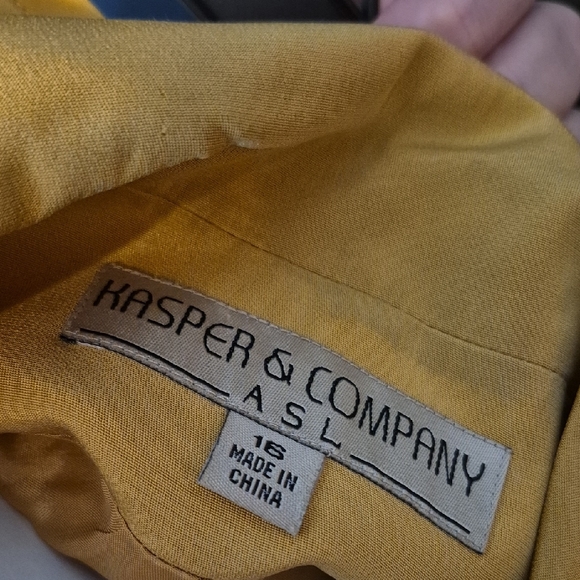 KASPER & COMPANY
A S L
16
MADE IN
CHINA